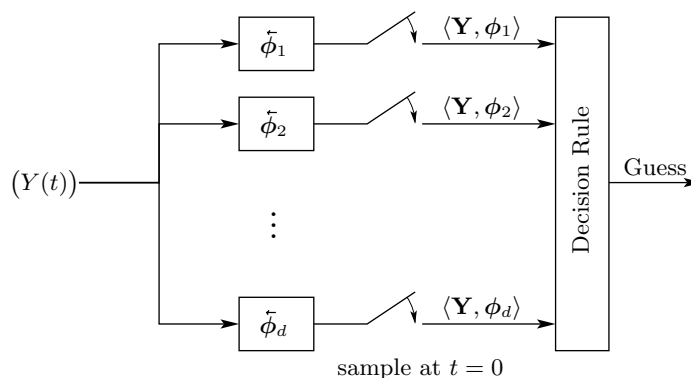 ϕ⃖₁ ⟨𝐘, ϕ₁⟩
ϕ⃖₂ ⟨𝐘, ϕ₂⟩
(Y(t)) Decision Rule Guess
⋮
ϕ⃖_d ⟨𝐘, ϕ_d⟩
sample at t = 0